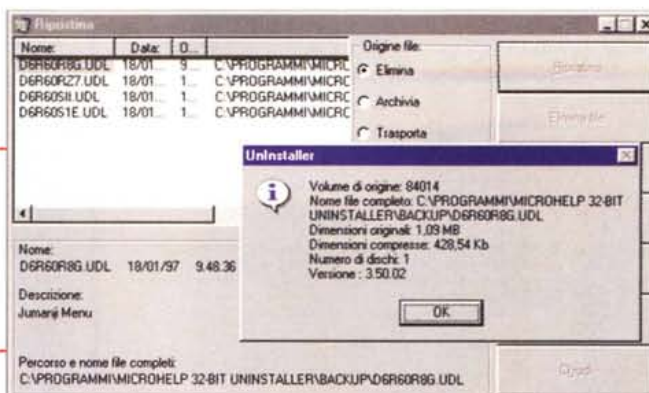 Ripristina
Nome: Data: O...
D6R60R8G.UDL 18/01... 9... C:\PROGRAMMI\MICRO
D6R60RZ7.UDL 18/01... 1... C:\PROGRAMMI\MICRO
D6R60SII.UDL 18/01... 1... C:\PROGRAMMI\MICRO
D6R60S1E.UDL 18/01... 1... C:\PROGRAMMI\MICRO
Origine file:
Elimina
Archivia
Trasporta
Ripristina
Elimina file
UnInstaller
Volume di origine: 84014
Nome file completo: C:\PROGRAMMI\MICROHELP 32-BIT
UNINSTALLER\BACKUP\D6R60R8G.UDL
Dimensioni originali: 1,09 MB
Dimensioni compresse: 428,54 Kb
Numero di dischi: 1
Versione : 3.50.02
OK
Nome:
D6R60R8G.UDL 18/01/97 9.48.36
Descrizione:
Jumanji Menu
Percorso e nome file completi:
C:\PROGRAMMI\MICROHELP 32-BIT UNINSTALLER\BACKUP\D6R60R8G.UDL